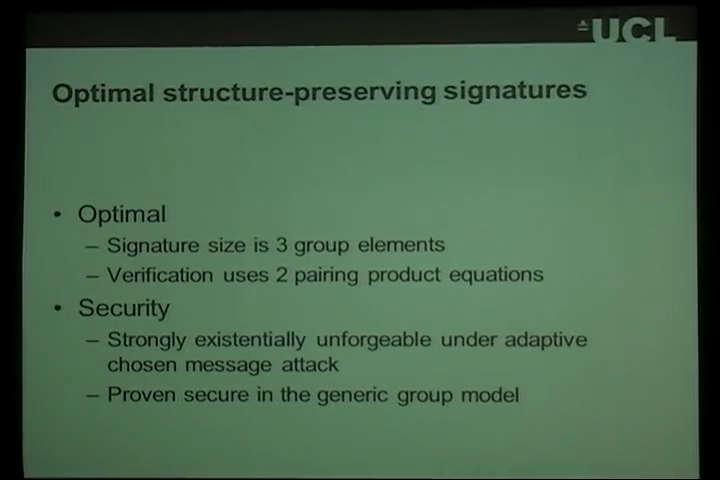 UCL
Optimal structure-preserving signatures
• Optimal
– Signature size is 3 group elements
– Verification uses 2 pairing product equations
• Security
– Strongly existentially unforgeable under adaptive
chosen message attack
– Proven secure in the generic group model